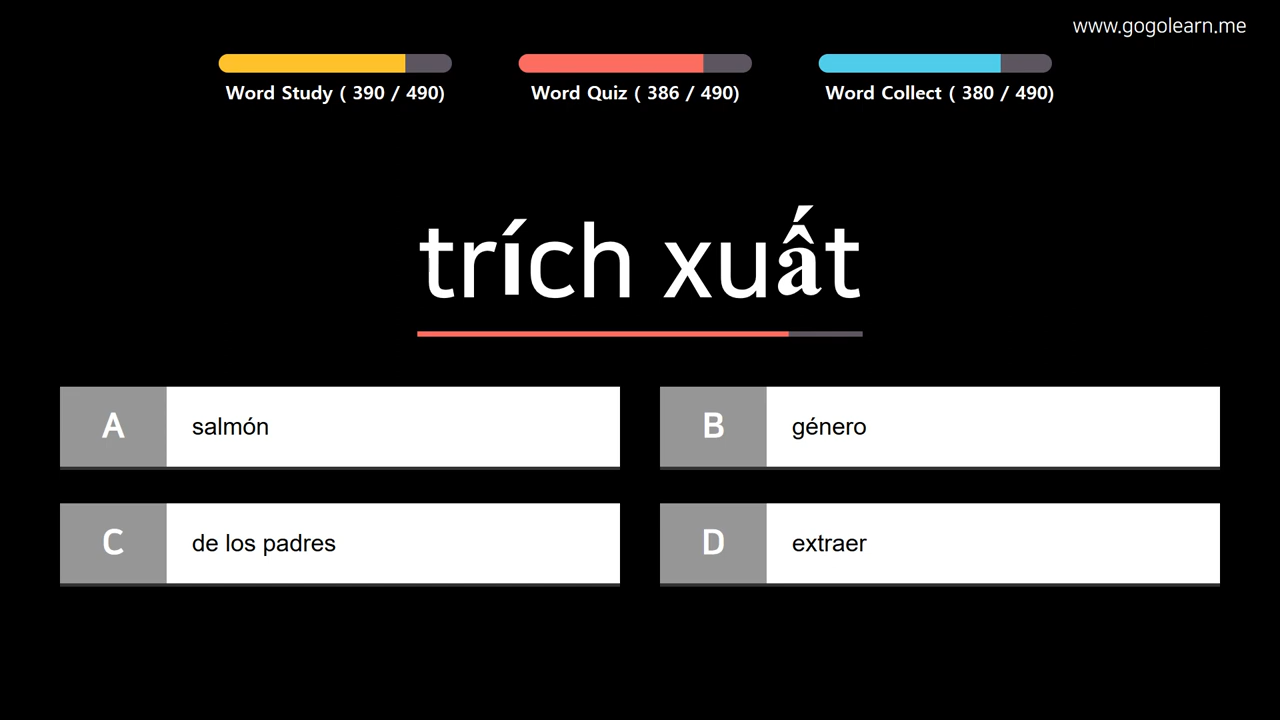 www.gogolearn.me
Word Study ( 390 / 490)
Word Quiz ( 386 / 490)
Word Collect ( 380 / 490)
trích xuất
A salmón
B género
C de los padres
D extraer